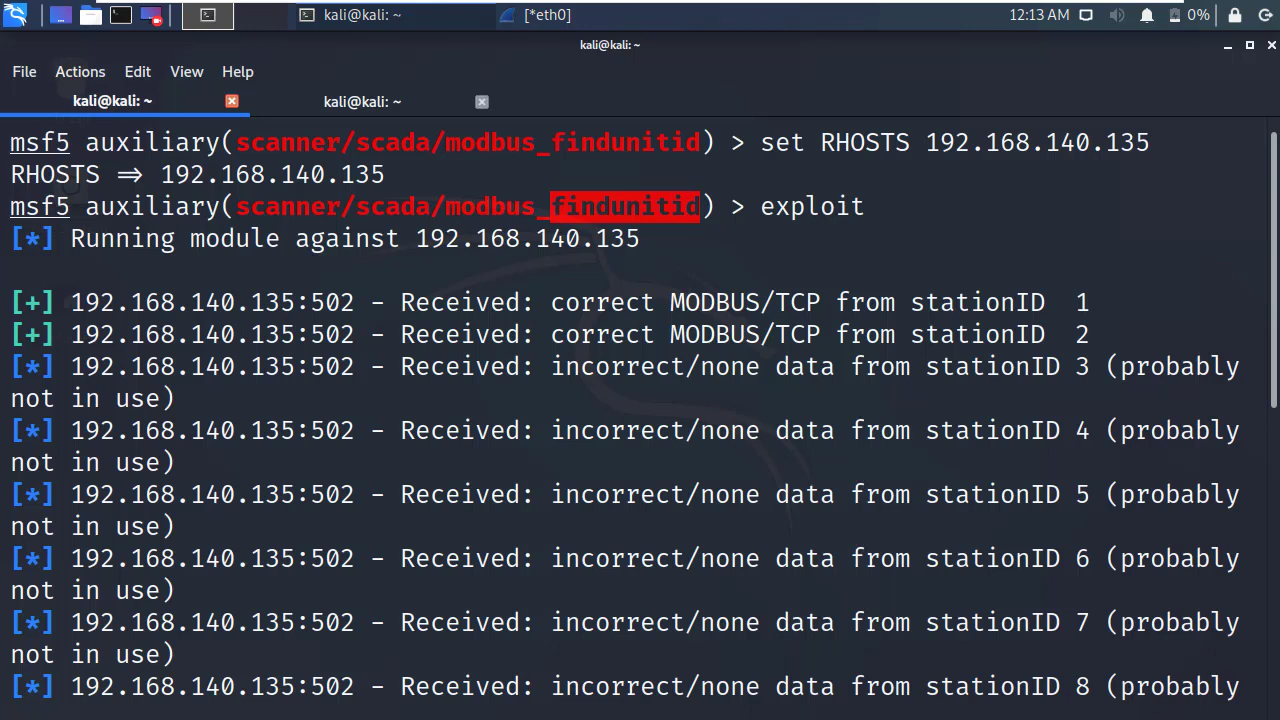 kali@kali: ~
[*eth0]
12:13 AM
0%
kali@kali: ~
File Actions Edit View Help
kali@kali: ~
kali@kali: ~
msf5 auxiliary(scanner/scada/modbus_findunitid) > set RHOSTS 192.168.140.135
RHOSTS ⇒ 192.168.140.135
msf5 auxiliary(scanner/scada/modbus_findunitid) > exploit
[*] Running module against 192.168.140.135
[+] 192.168.140.135:502 - Received: correct MODBUS/TCP from stationID  1
[+] 192.168.140.135:502 - Received: correct MODBUS/TCP from stationID  2
[*] 192.168.140.135:502 - Received: incorrect/none data from stationID 3 (probably
not in use)
[*] 192.168.140.135:502 - Received: incorrect/none data from stationID 4 (probably
not in use)
[*] 192.168.140.135:502 - Received: incorrect/none data from stationID 5 (probably
not in use)
[*] 192.168.140.135:502 - Received: incorrect/none data from stationID 6 (probably
not in use)
[*] 192.168.140.135:502 - Received: incorrect/none data from stationID 7 (probably
not in use)
[*] 192.168.140.135:502 - Received: incorrect/none data from stationID 8 (probably